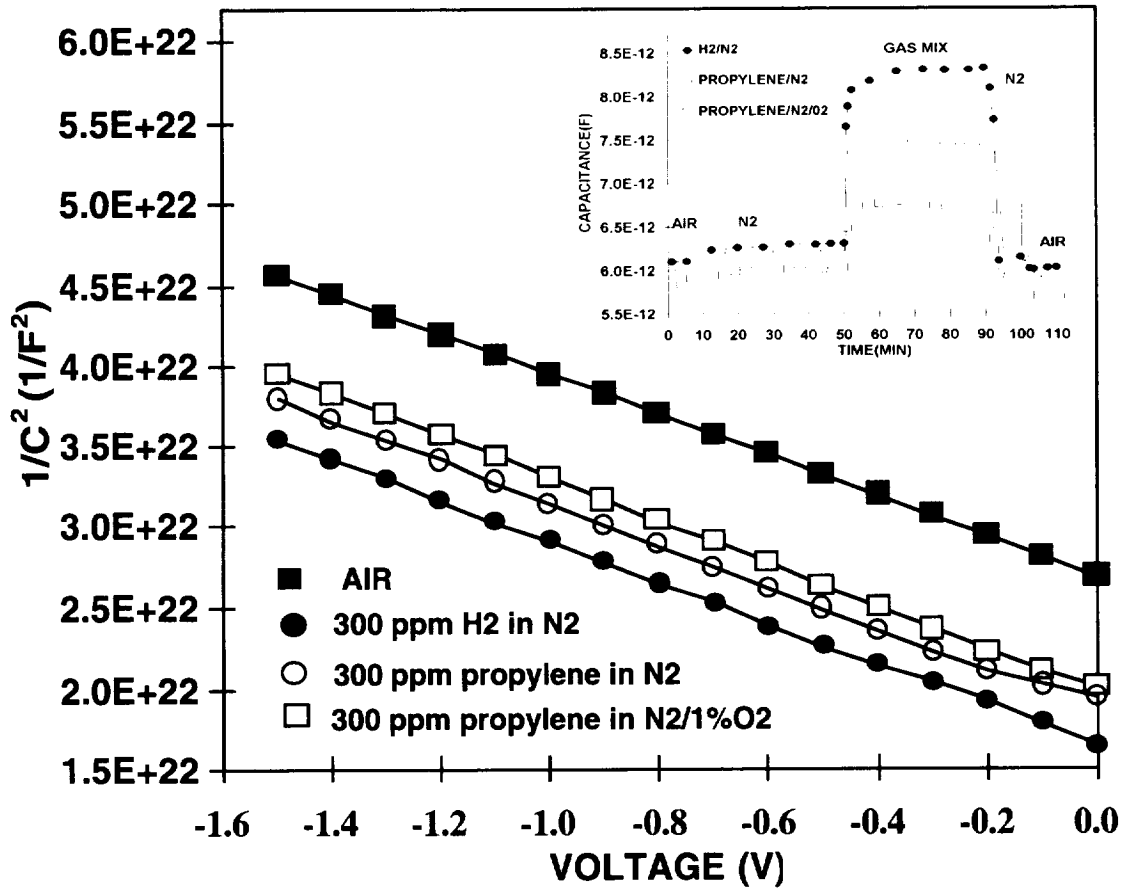 6.0E+22
5.5E+22
5.0E+22
4.5E+22
4.0E+22
3.5E+22
3.0E+22
2.5E+22
2.0E+22
1.5E+22
1/C² (1/F²)
-1.6 -1.4 -1.2 -1.0 -0.8 -0.6 -0.4 -0.2 0.0
VOLTAGE (V)
AIR
300 ppm H2 in N2
300 ppm propylene in N2
300 ppm propylene in N2/1%O2
8.5E-12
8.0E-12
7.5E-12
7.0E-12
6.5E-12
6.0E-12
5.5E-12
CAPACITANCE(F)
H2/N2
PROPYLENE/N2
PROPYLENE/N2/02
GAS MIX
N2
AIR
N2
AIR
0 10 20 30 40 50 60 70 80 90 100 110
TIME(MIN)